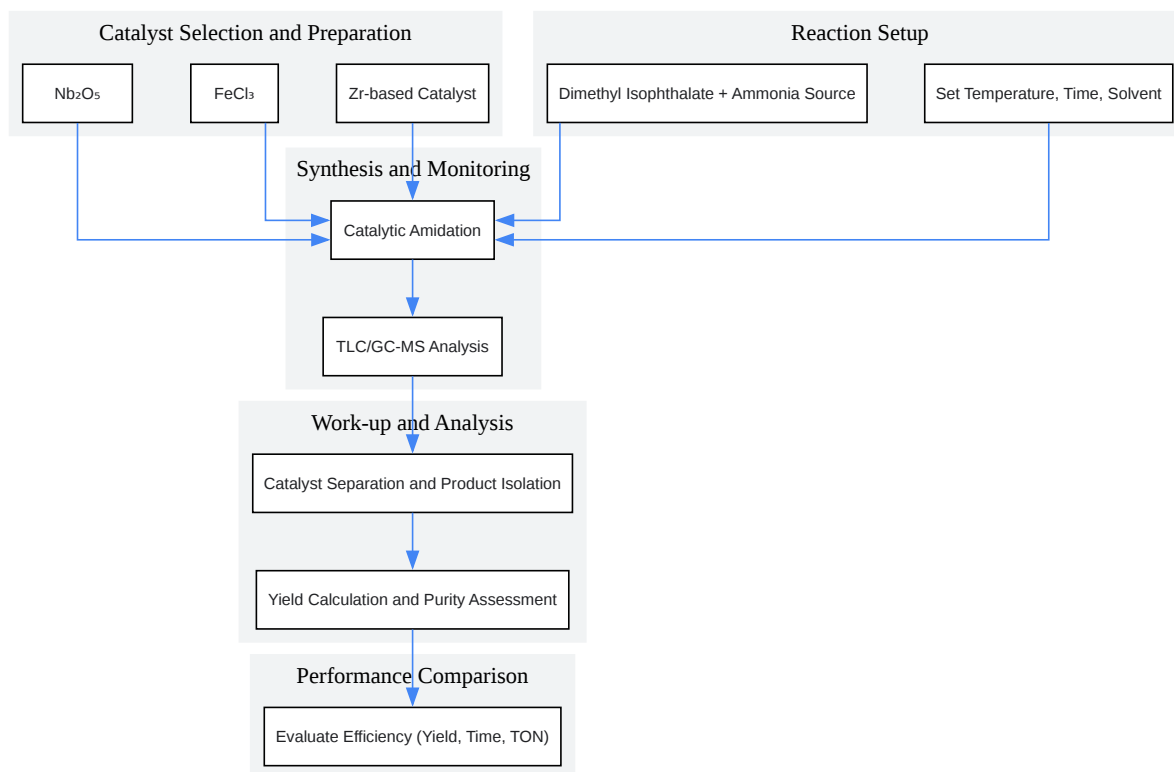 Catalyst Selection and Preparation
Reaction Setup
Nb₂O₅
FeCl₃
Zr-based Catalyst
Dimethyl Isophthalate + Ammonia Source
Set Temperature, Time, Solvent
Synthesis and Monitoring
Catalytic Amidation
TLC/GC-MS Analysis
Work-up and Analysis
Catalyst Separation and Product Isolation
Yield Calculation and Purity Assessment
Performance Comparison
Evaluate Efficiency (Yield, Time, TON)